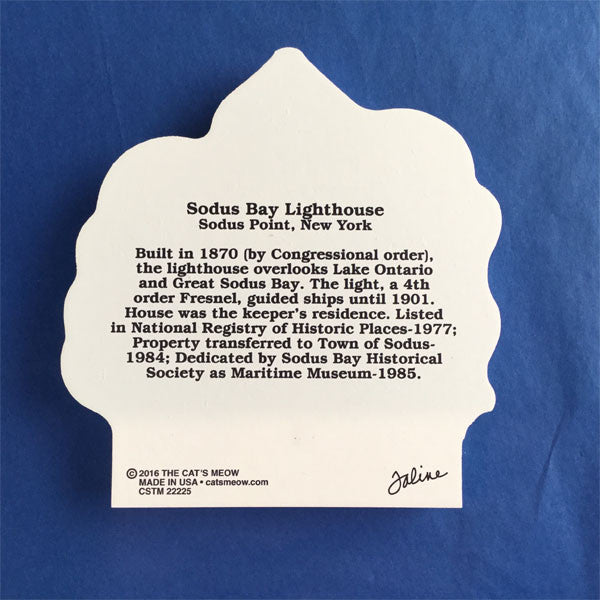 Sodus Bay Lighthouse
Sodus Point, New York
Built in 1870 (by Congressional order),
the lighthouse overlooks Lake Ontario
and Great Sodus Bay. The light, a 4th
order Fresnel, guided ships until 1901.
House was the keeper's residence. Listed
in National Registry of Historic Places-1977;
Property transferred to Town of Sodus-
1984; Dedicated by Sodus Bay Historical
Society as Maritime Museum-1985.
© 2016 THE CAT'S MEOW
MADE IN USA • catsmeow.com
CSTM 22225
Jaline